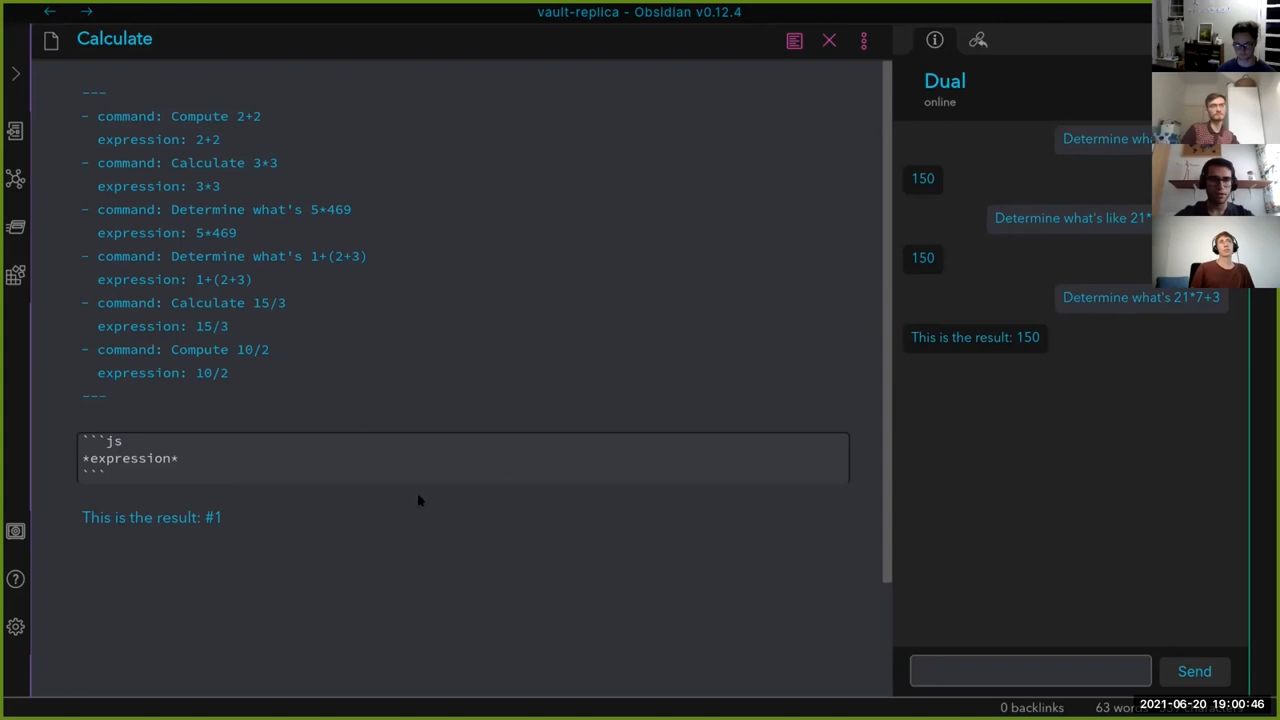 vault-replica - Obsidian v0.12.4
Calculate
---
- command: Compute 2+2
expression: 2+2
- command: Calculate 3*3
expression: 3*3
- command: Determine what's 5*469
expression: 5*469
- command: Determine what's 1+(2+3)
expression: 1+(2+3)
- command: Calculate 15/3
expression: 15/3
- command: Compute 10/2
expression: 10/2
---
```js
*expression*
```
This is the result: #1
Dual
online
Determine
150
Determine what's like 21*
150
Determine what's 21*7+3
This is the result: 150
Send
0 backlinks
63
2021-06-20 19:00:46